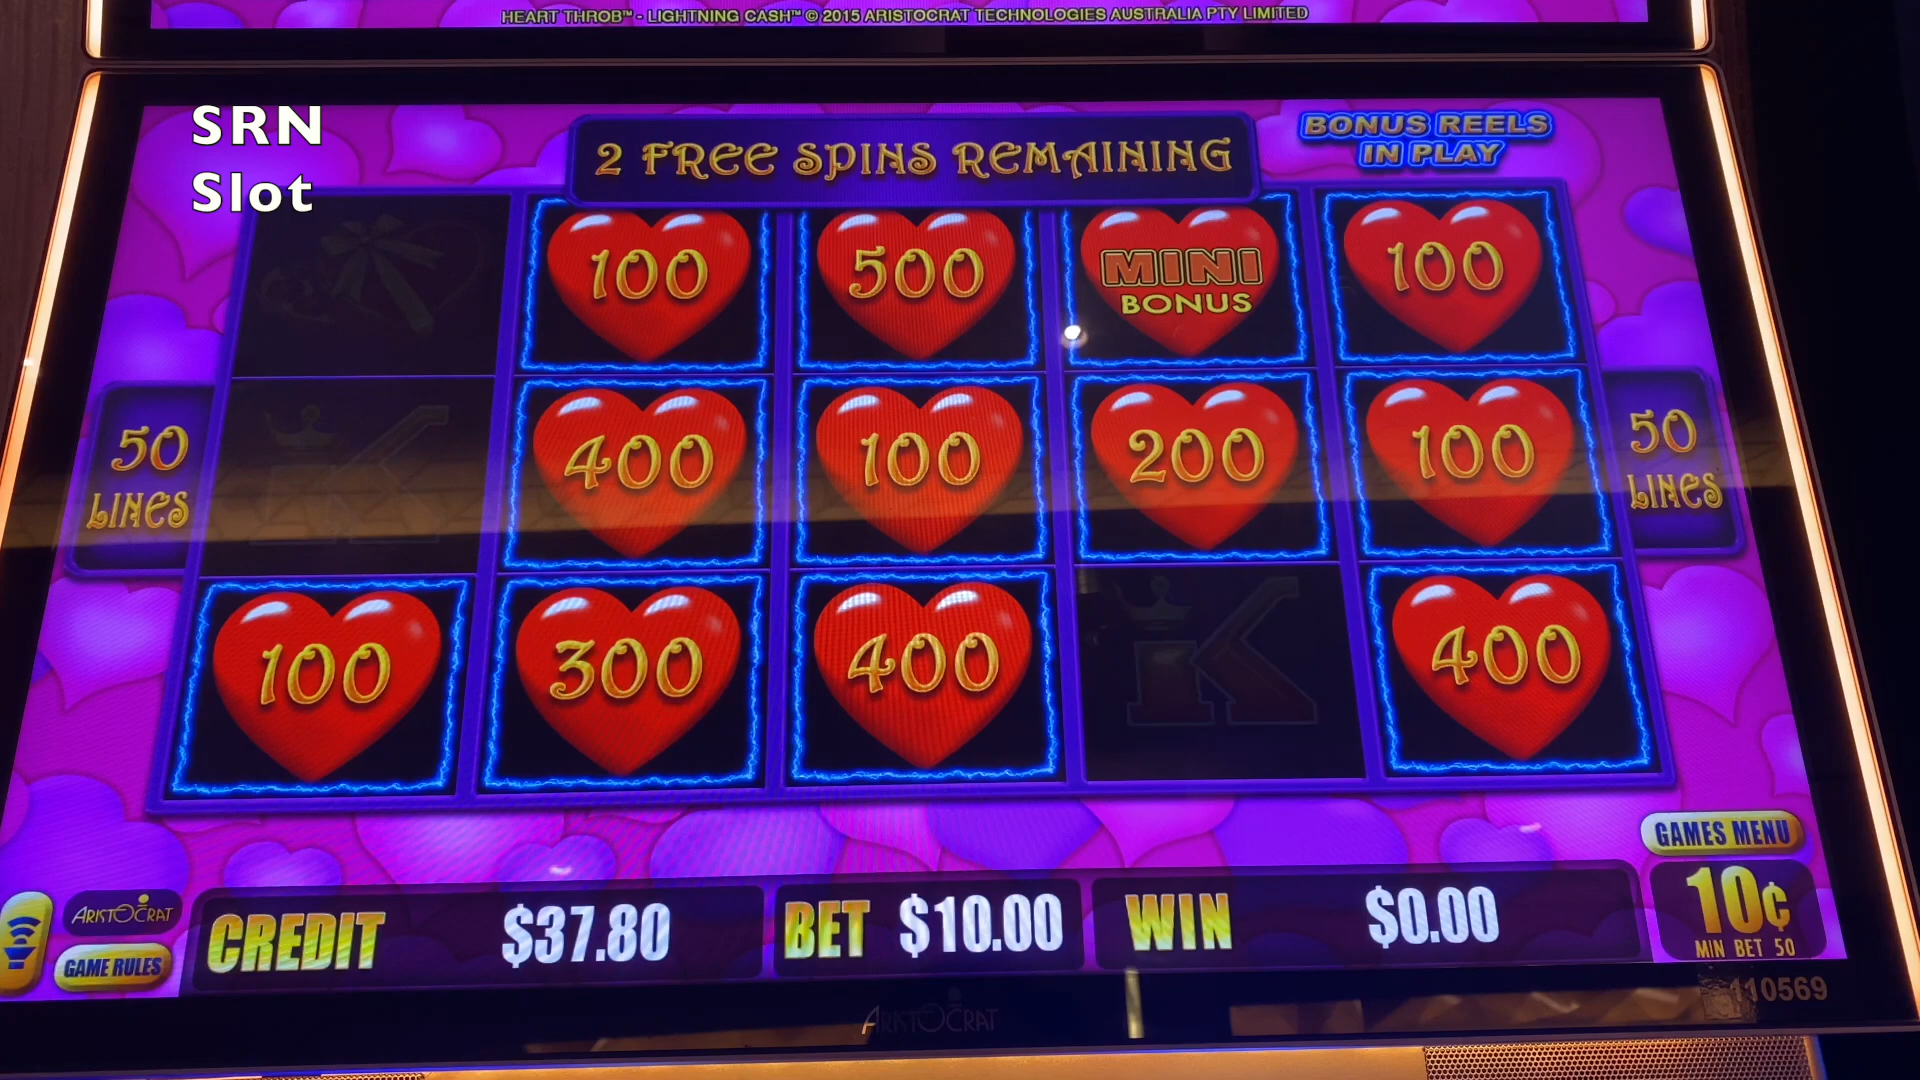 HEART THROB™ - LIGHTNING CASH™ © 2015 ARISTOCRAT TECHNOLOGIES AUSTRALIA PTY LIMITED
SRN
Slot
2 FREE SPINS REMAINING
BONUS REELS
IN PLAY
100
500
MINI
BONUS
100
50
LINES
400
100
200
100
50
LINES
K
100
300
400
K
400
GAMES MENU
ARISTOCRAT
GAME RULES
CREDIT $37.80
BET $10.00
WIN $0.00
10¢
MIN BET 50
ARISTOCRAT